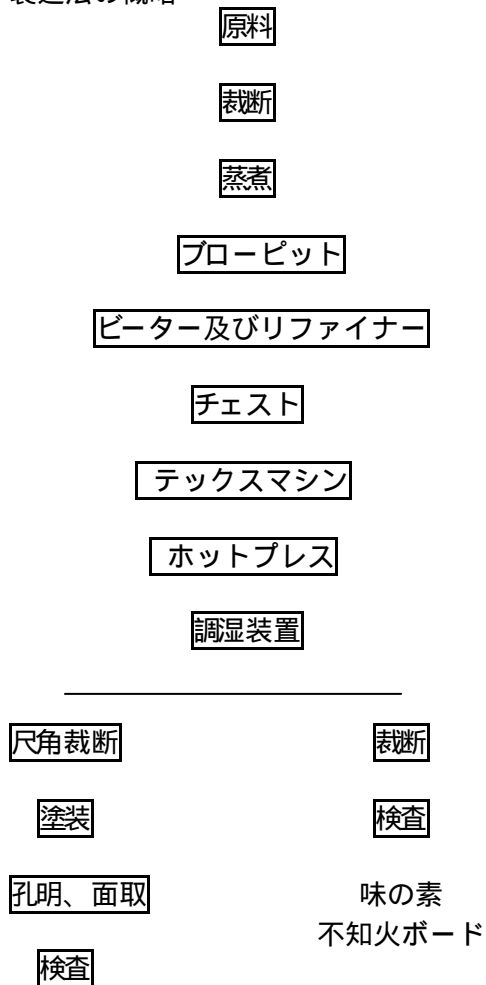 製造法の概略
原料
裁断
蒸煮
ブローピット
ビーター及びリファイナー
チェスト
テックスマシン
ホットプレス
調湿装置
尺角裁断
裁断
塗装
検査
孔明、面取
味の素
不知火ボード
検査